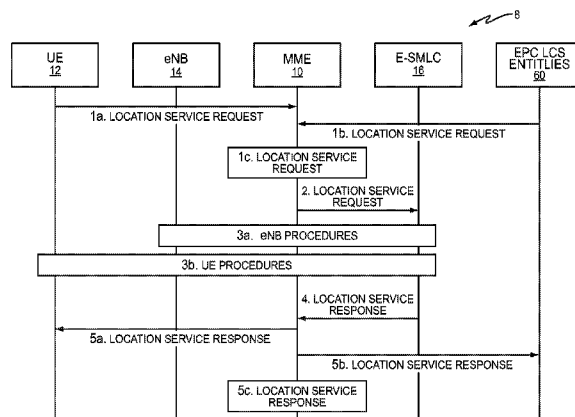 8
UE
12
eNB
14
MME
10
E-SMLC
16
EPC LCS
ENTITLIES
60
1a. LOCATION SERVICE REQUEST
1b. LOCATION SERVICE REQUEST
1c. LOCATION SERVICE
REQUEST
2. LOCATION SERVICE
REQUEST
3a. eNB PROCEDURES
3b. UE PROCEDURES
4. LOCATION SERVICE
RESPONSE
5a. LOCATION SERVICE RESPONSE
5b. LOCATION SERVICE RESPONSE
5c. LOCATION SERVICE
RESPONSE